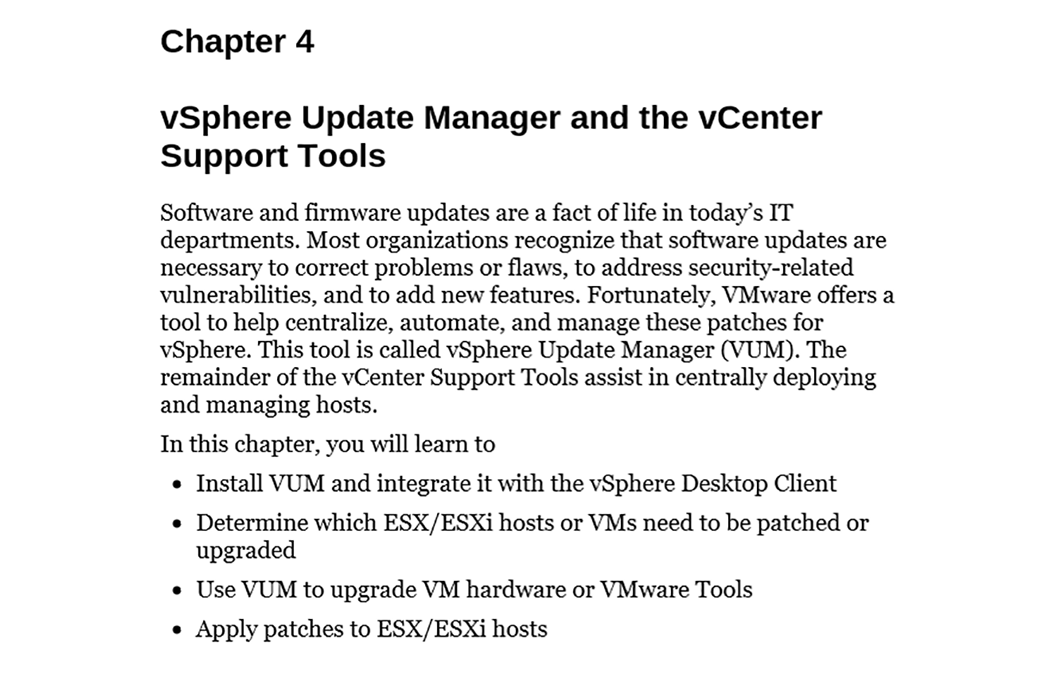 Chapter 4
vSphere Update Manager and the vCenter
Support Tools
Software and firmware updates are a fact of life in today’s IT
departments. Most organizations recognize that software updates are
necessary to correct problems or flaws, to address security-related
vulnerabilities, and to add new features. Fortunately, VMware offers a
tool to help centralize, automate, and manage these patches for
vSphere. This tool is called vSphere Update Manager (VUM). The
remainder of the vCenter Support Tools assist in centrally deploying
and managing hosts.
In this chapter, you will learn to
• Install VUM and integrate it with the vSphere Desktop Client
• Determine which ESX/ESXi hosts or VMs need to be patched or
upgraded
• Use VUM to upgrade VM hardware or VMware Tools
• Apply patches to ESX/ESXi hosts